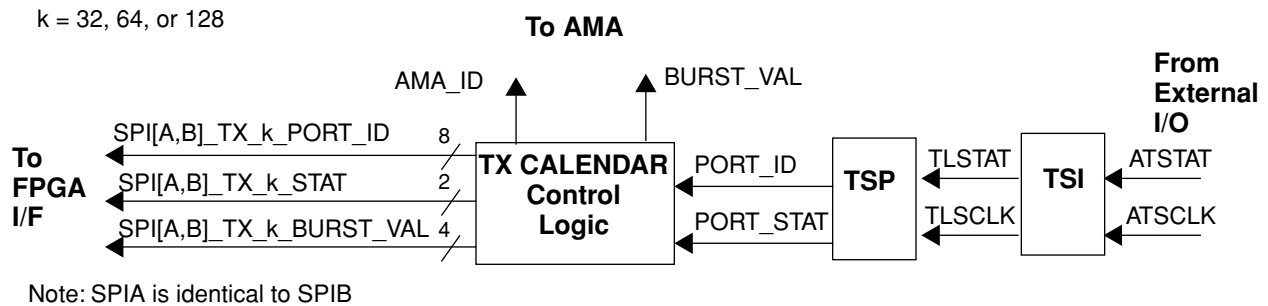 k = 32, 64, or 128
To AMA
AMA_ID
BURST_VAL
From
External
I/O
SPI[A,B]_TX_k_PORT_ID
8
To
FPGA
I/F
SPI[A,B]_TX_k_STAT
2
SPI[A,B]_TX_k_BURST_VAL
4
TX CALENDAR
Control
Logic
PORT_ID
PORT_STAT
TSP
TLSTAT
TLSCLK
TSI
ATSTAT
ATSCLK
Note: SPIA is identical to SPIB